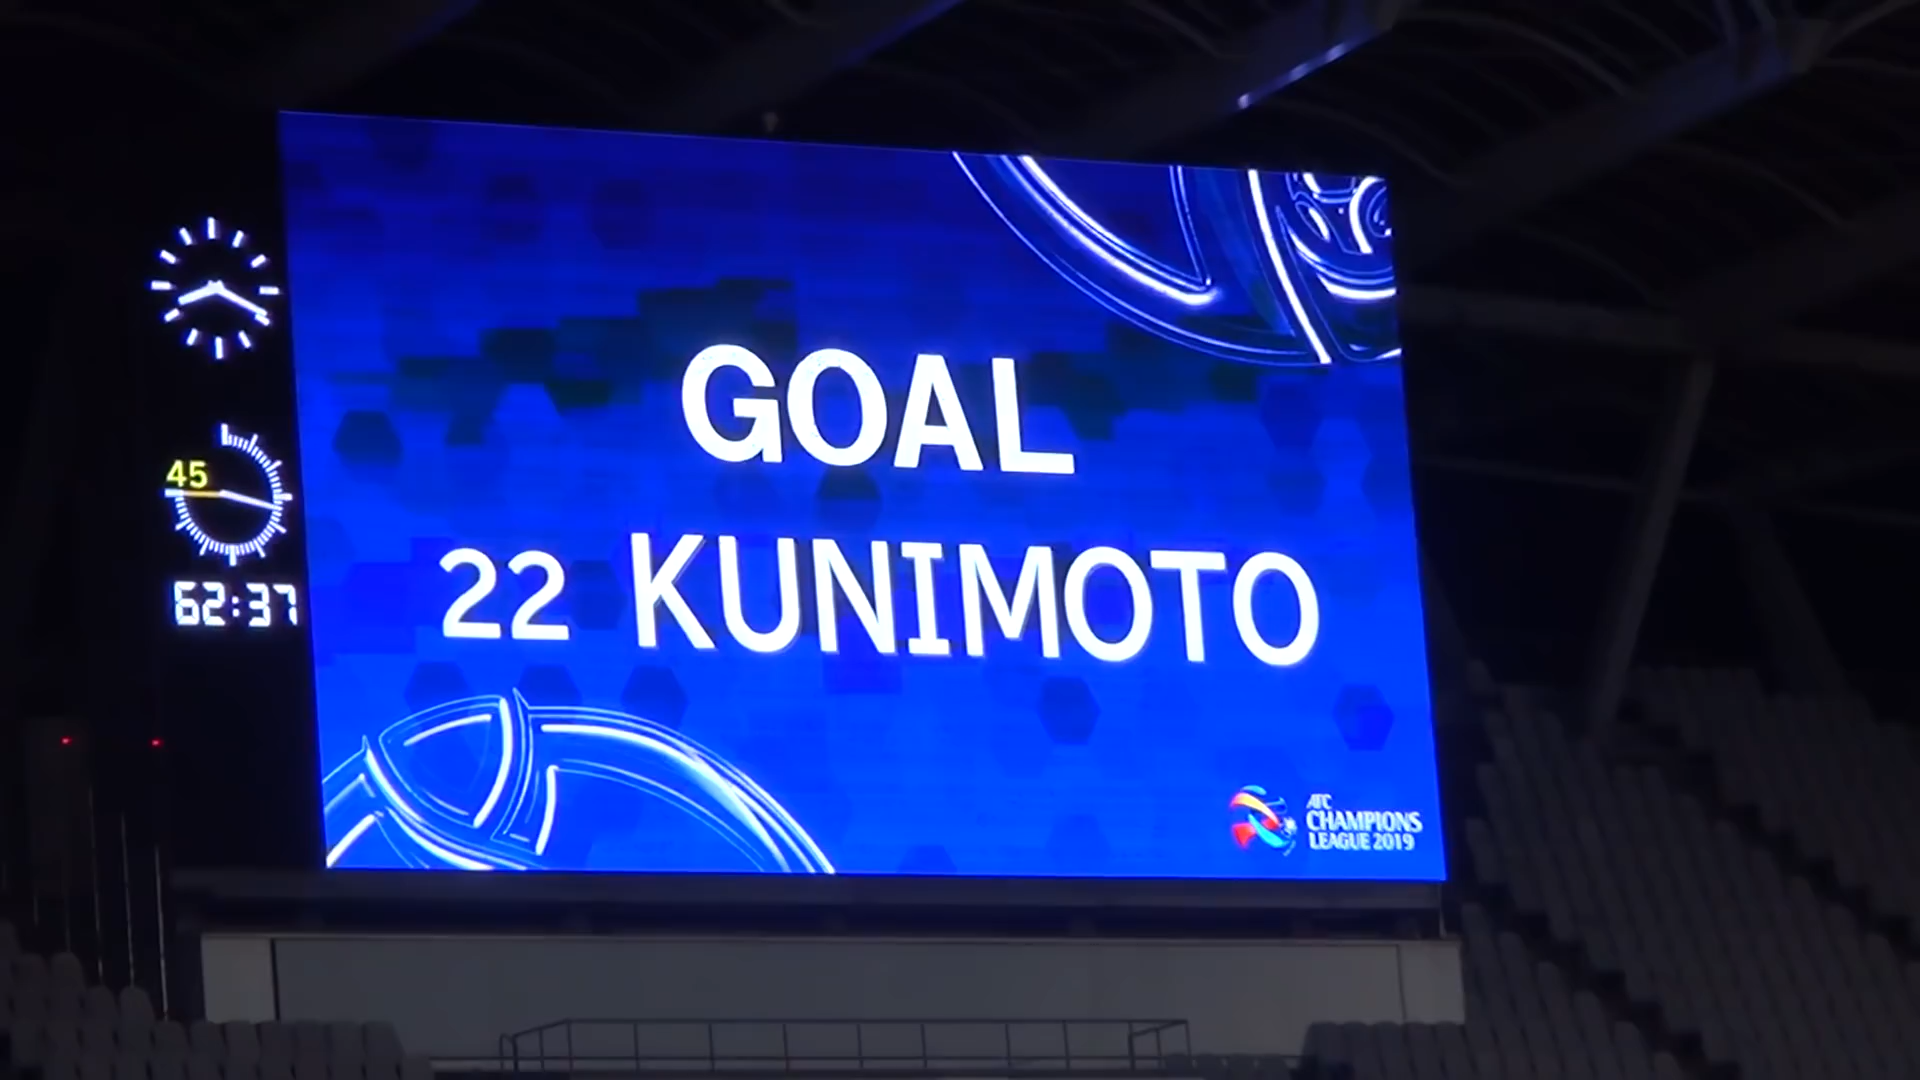 GOAL
22 KUNIMOTO
45
62:37
AFC
CHAMPIONS
LEAGUE 2019